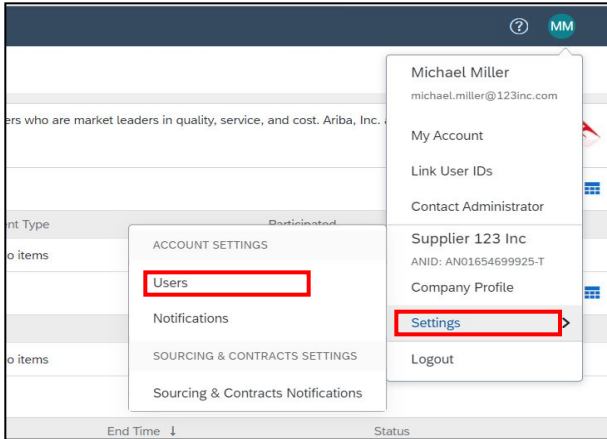 MM
Michael Miller
michael.miller@123inc.com
ers who are market leaders in quality, service, and cost. Ariba, Inc.
My Account
Link User IDs
Contact Administrator
nt Type
Participated
Supplier 123 Inc
ANID: AN01654699925-T
o items
ACCOUNT SETTINGS
Users
Company Profile
Notifications
Settings
o items
SOURCING & CONTRACTS SETTINGS
Logout
Sourcing & Contracts Notifications
End Time ↓
Status